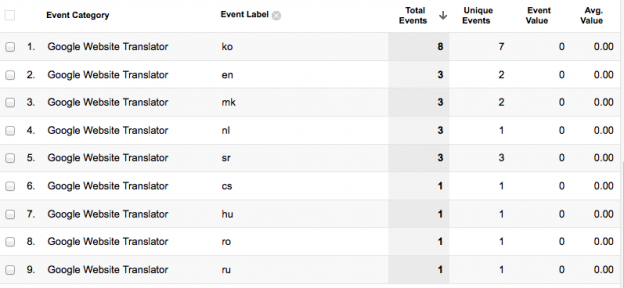 Event Category Event Label Total Events Unique Events Event Value Avg. Value
1. Google Website Translator ko 8 7 0 0.00
2. Google Website Translator en 3 2 0 0.00
3. Google Website Translator mk 3 2 0 0.00
4. Google Website Translator nl 3 1 0 0.00
5. Google Website Translator sr 3 3 0 0.00
6. Google Website Translator cs 1 1 0 0.00
7. Google Website Translator hu 1 1 0 0.00
8. Google Website Translator ro 1 1 0 0.00
9. Google Website Translator ru 1 1 0 0.00